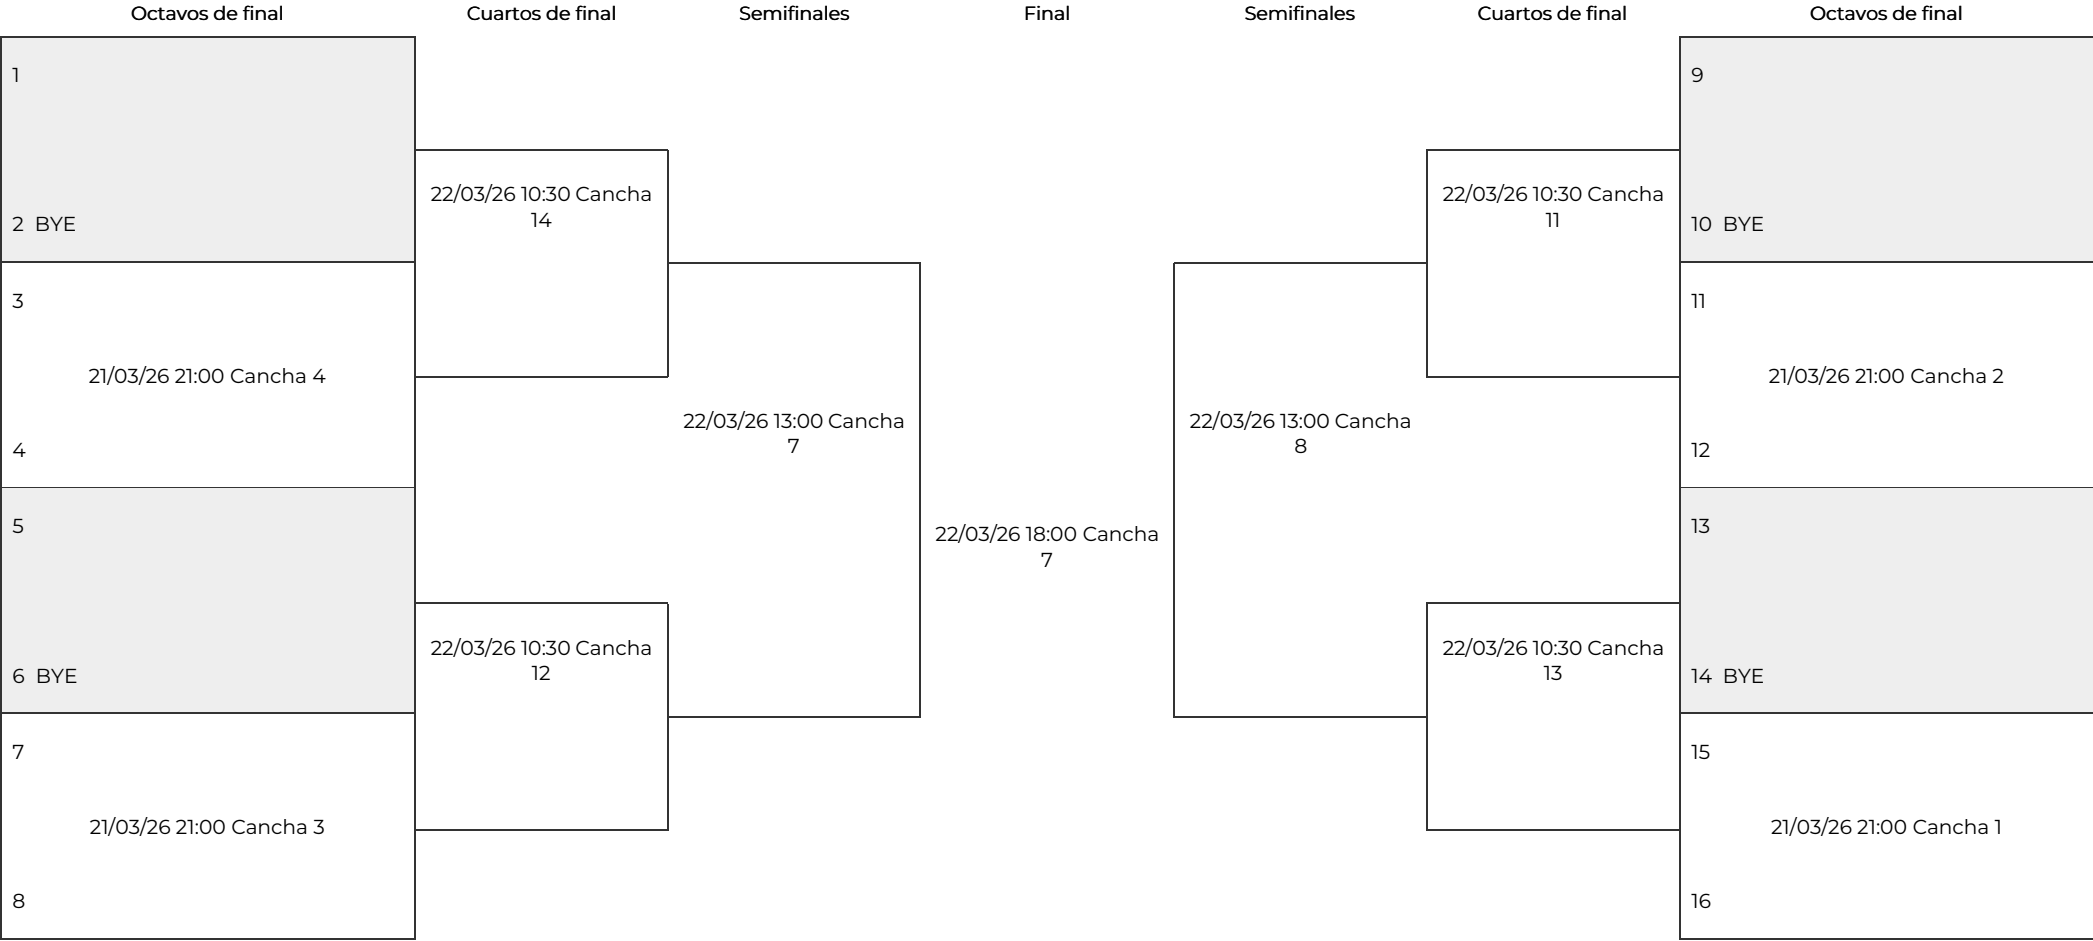 Octavos de final
Cuartos de final
Semifinales
Final
Semifinales
Cuartos de final
Octavos de final
1
2 BYE
3
21/03/26 21:00 Cancha 4
4
5
6 BYE
7
21/03/26 21:00 Cancha 3
8
22/03/26 10:30 Cancha
14
22/03/26 10:30 Cancha
12
22/03/26 13:00 Cancha
7
22/03/26 18:00 Cancha
7
22/03/26 13:00 Cancha
8
22/03/26 10:30 Cancha
11
22/03/26 10:30 Cancha
13
9
10 BYE
11
21/03/26 21:00 Cancha 2
12
13
14 BYE
15
21/03/26 21:00 Cancha 1
16